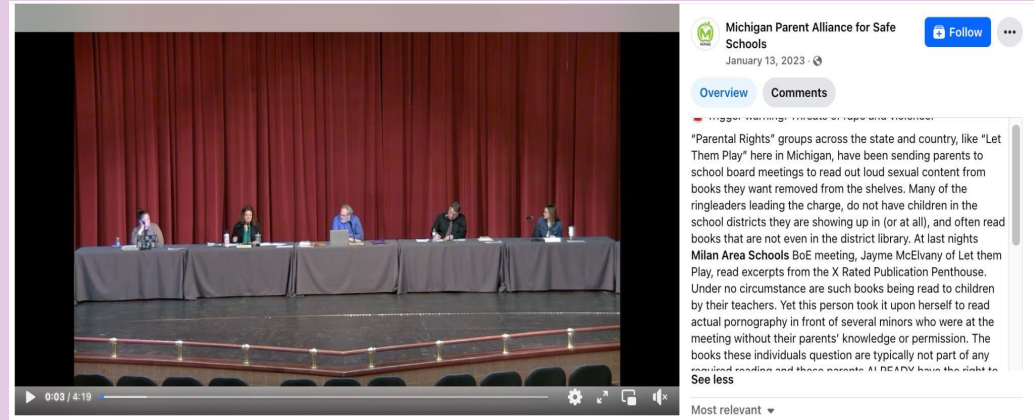 Michigan Parent Alliance for Safe
Schools
January 13, 2023 ·
Follow
Overview
Comments
Trigger warning: Threats of rape and violence.
“Parental Rights” groups across the state and country, like “Let
Them Play” here in Michigan, have been sending parents to
school board meetings to read out loud sexual content from
books they want removed from the shelves. Many of the
ringleaders leading the charge, do not have children in the
school districts they are showing up in (or at all), and often read
books that are not even in the district library. At last nights
Milan Area Schools BoE meeting, Jayme McElvany of Let them
Play, read excerpts from the X Rated Publication Penthouse.
Under no circumstance are such books being read to children
by their teachers. Yet this person took it upon herself to read
actual pornography in front of several minors who were at the
meeting without their parents’ knowledge or permission. The
books these individuals question are typically not part of any
required reading and these parents ALREADY have the right to
See less
Most relevant
0:03 / 4:19